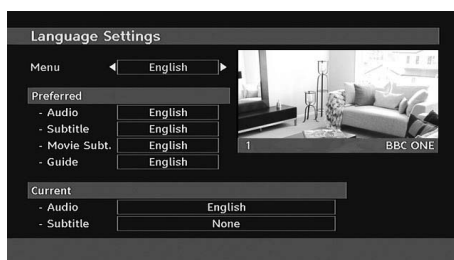 Language Settings
Menu English
Preferred
- Audio English
- Subtitle English
- Movie Subt. English
- Guide English
1 BBC ONE
Current
- Audio English
- Subtitle None